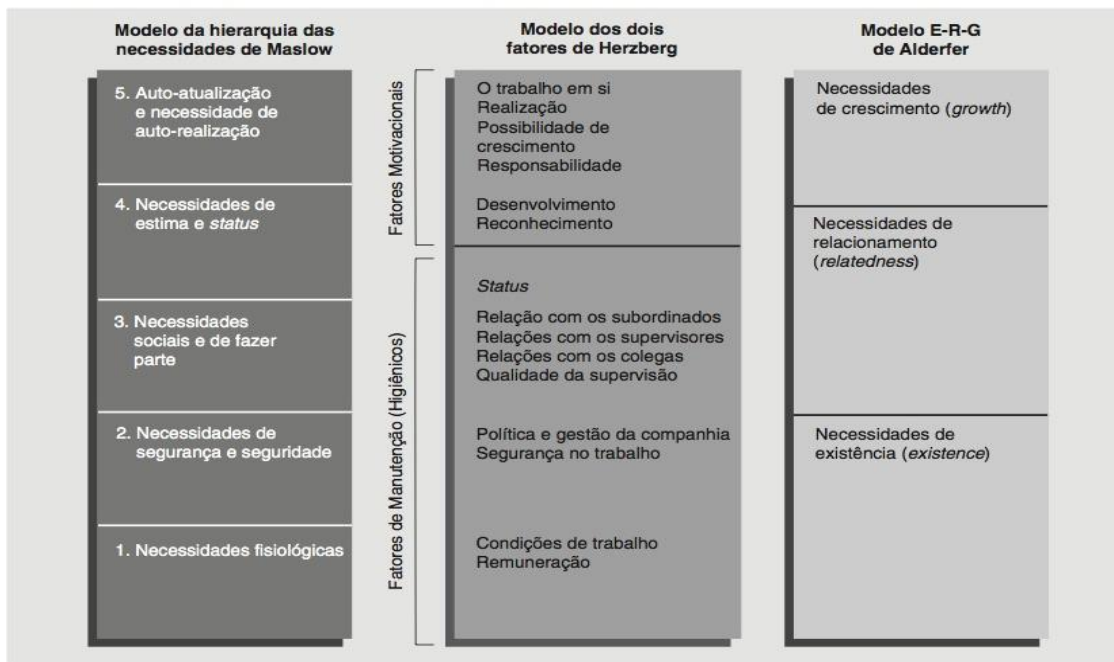 Modelo da hierarquia das
necessidades de Maslow
5. Auto-atualização
e necessidade de
auto-realização
4. Necessidades de
estima e status
3. Necessidades
sociais e de fazer
parte
2. Necessidades de
segurança e seguridade
1. Necessidades fisiológicas
Modelo dos dois
fatores de Herzberg
Fatores Motivacionais
O trabalho em si
Realização
Possibilidade de
crescimento
Responsabilidade
Desenvolvimento
Reconhecimento
Fatores de Manutenção (Higiênicos)
Status
Relação com os subordinados
Relações com os supervisores
Relações com os colegas
Qualidade da supervisão
Política e gestão da companhia
Segurança no trabalho
Condições de trabalho
Remuneração
Modelo E-R-G
de Alderfer
Necessidades
de crescimento (growth)
Necessidades de
relacionamento
(relatedness)
Necessidades de
existência (existence)